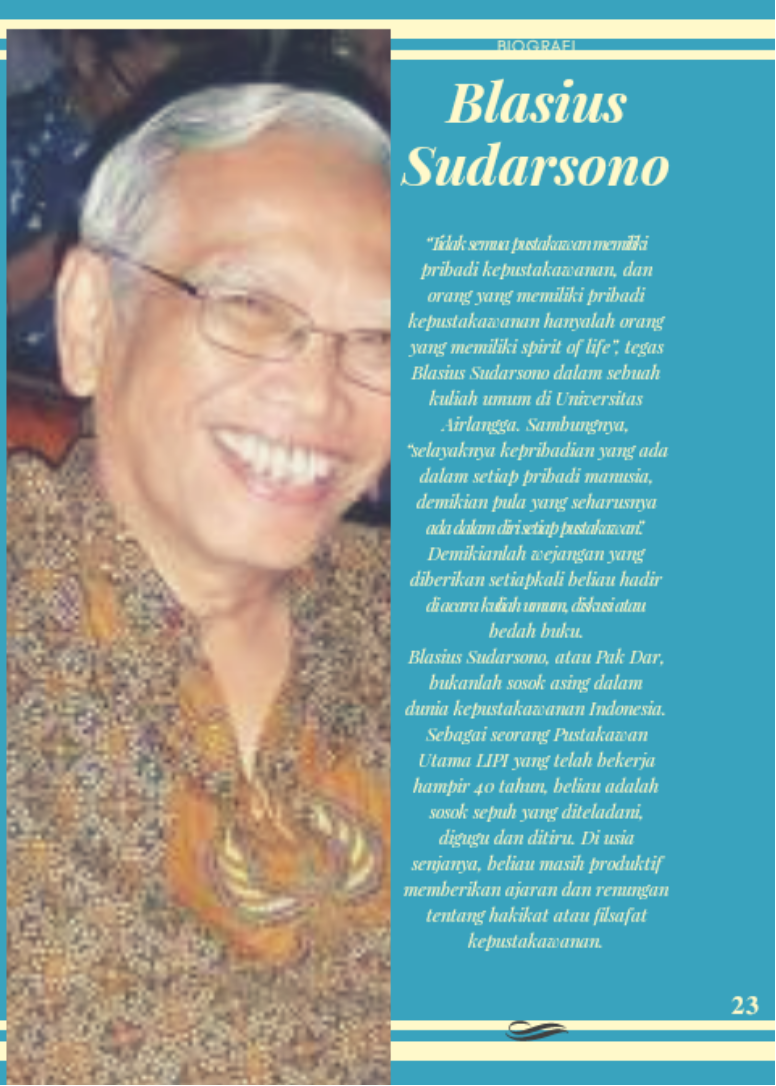 BIOGRAFI
Blasius
Sudarsono
“Tidak semua pustakawan memiliki
pribadi kepustakawanan, dan
orang yang memiliki pribadi
kepustakawanan hanyalah orang
yang memiliki spirit of life”, tegas
Blasius Sudarsono dalam sebuah
kuliah umum di Universitas
Airlangga. Sambungnya,
“selayaknya kepribadian yang ada
dalam setiap pribadi manusia,
demikian pula yang seharusnya
ada dalam diri setiap pustakawan”.
Demikianlah wejangan yang
diberikan setiapkali beliau hadir
di acara kuliah umum, diskusi atau
bedah buku.
Blasius Sudarsono, atau Pak Dar,
bukanlah sosok asing dalam
dunia kepustakawanan Indonesia.
Sebagai seorang Pustakawan
Utama LIPI yang telah bekerja
hampir 40 tahun, beliau adalah
sosok sepuh yang diteladani,
digugu dan ditiru. Di usia
senjanya, beliau masih produktif
memberikan ajaran dan renungan
tentang hakikat atau filsafat
kepustakawanan.
23